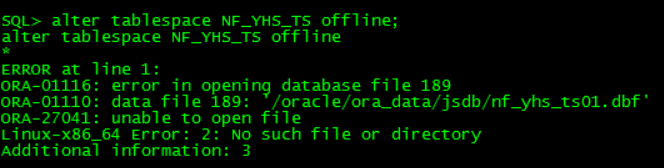 SQL> alter tablespace NF_YHS_TS offline;
alter tablespace NF_YHS_TS offline
*
ERROR at line 1:
ORA-01116: error in opening database file 189
ORA-01110: data file 189: '/oracle/ora_data/jsdb/nf_yhs_ts01.dbf'
ORA-27041: unable to open file
Linux-x86_64 Error: 2: No such file or directory
Additional information: 3